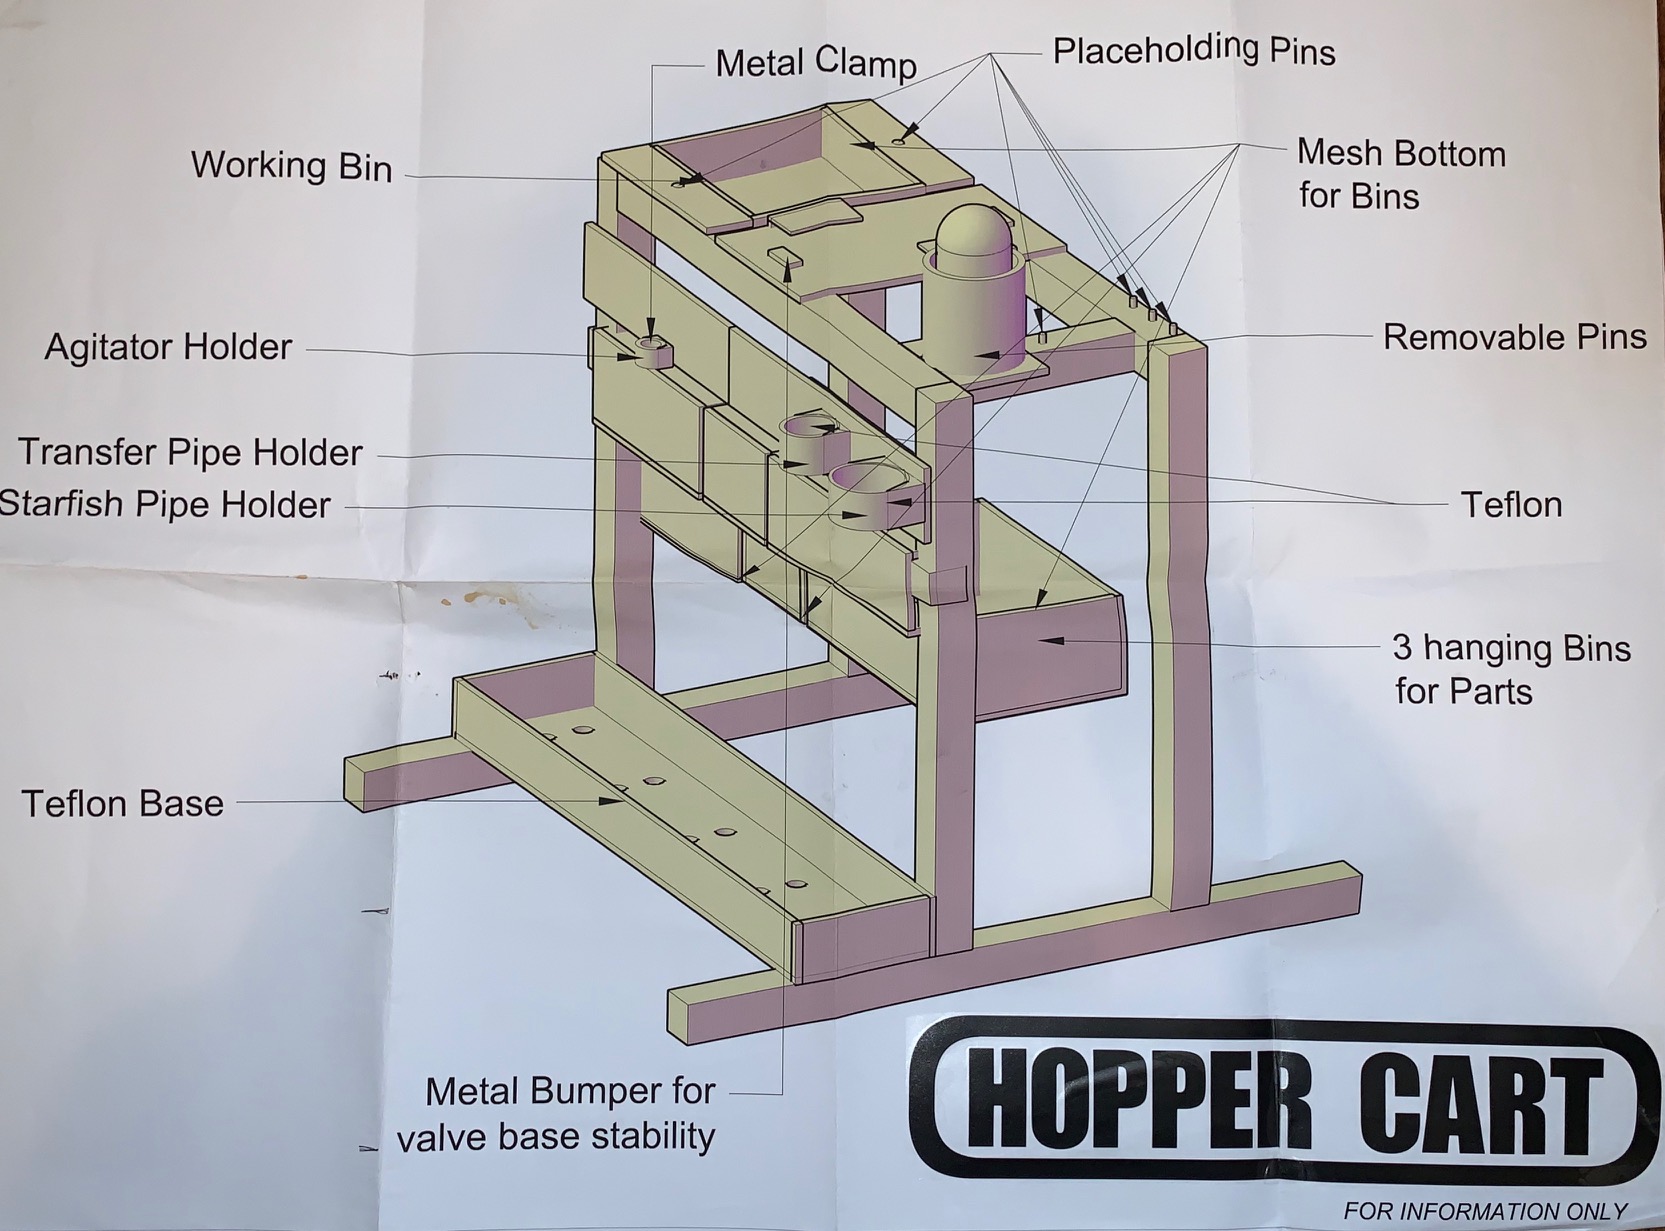 Metal Clamp
Placeholding Pins
Working Bin
Mesh Bottom
for Bins
Agitator Holder
Removable Pins
Transfer Pipe Holder
Starfish Pipe Holder
Teflon
3 hanging Bins
for Parts
Teflon Base
Metal Bumper for
valve base stability
HOPPER CART
FOR INFORMATION ONLY